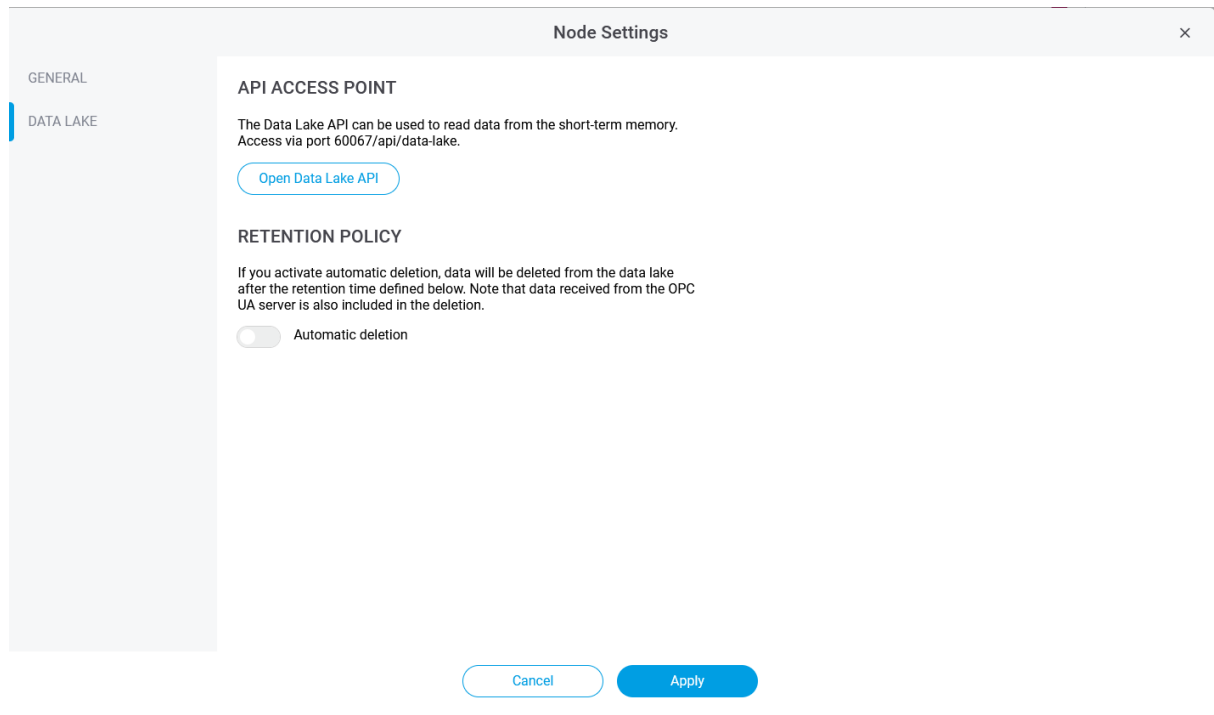 Node Settings
GENERAL
DATA LAKE
API ACCESS POINT
The Data Lake API can be used to read data from the short-term memory.
Access via port 60067/api/data-lake.
Open Data Lake API
RETENTION POLICY
If you activate automatic deletion, data will be deleted from the data lake
after the retention time defined below. Note that data received from the OPC
UA server is also included in the deletion.
Automatic deletion
Cancel
Apply